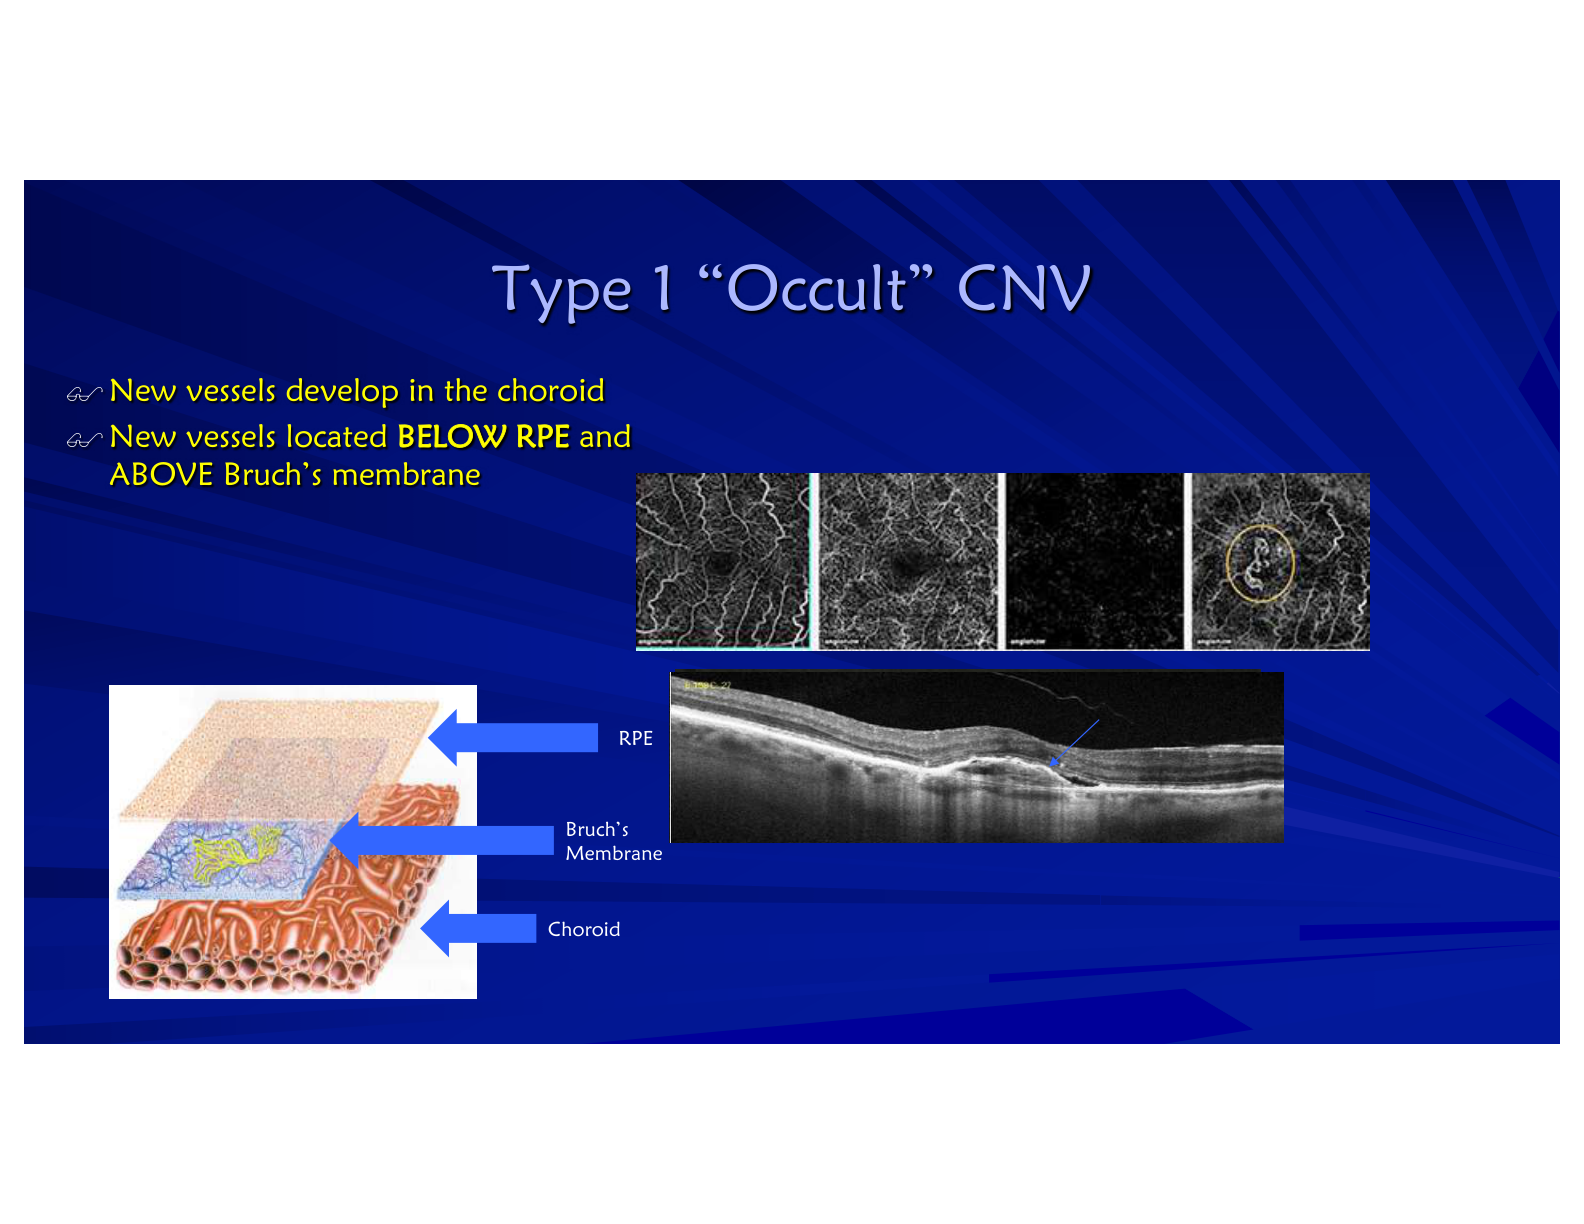 Type 1 “Occult” CNV
New vessels develop in the choroid
New vessels located BELOW RPE and
ABOVE Bruch’s membrane
RPE
Bruch’s
Membrane
Choroid